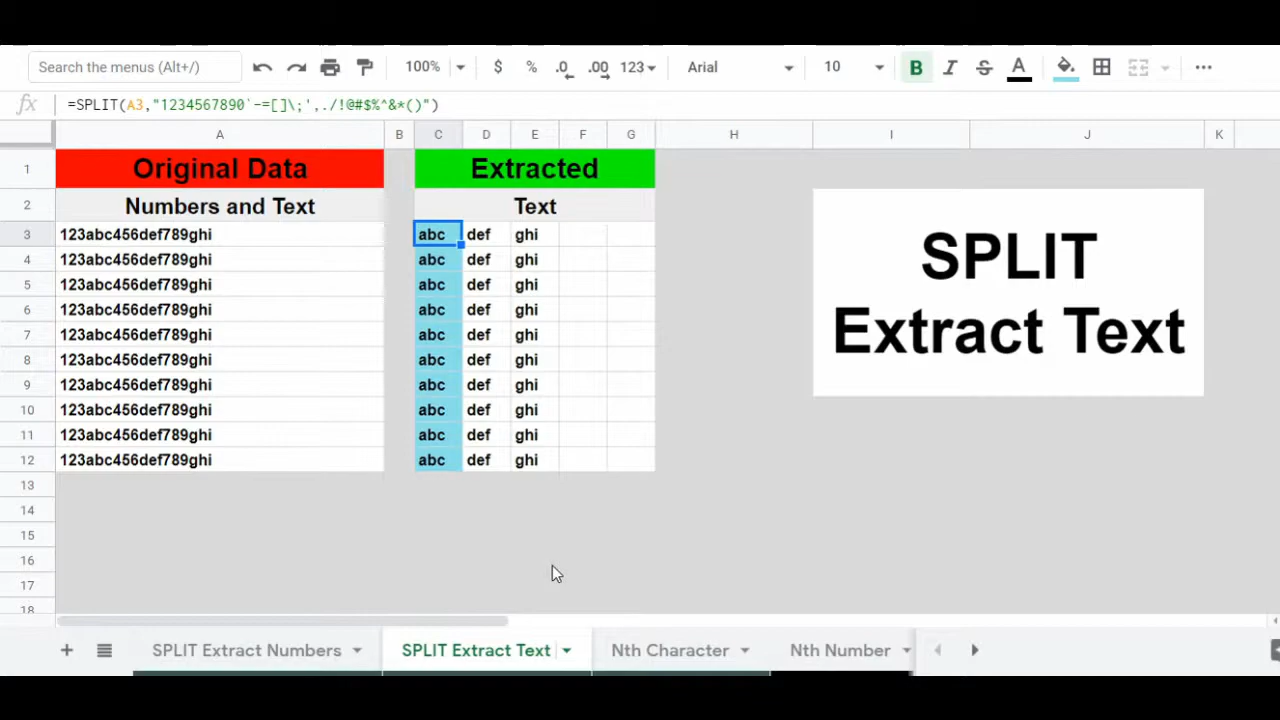 Search the menus (Alt+/) 100% $ % .0 .00 123 Arial 10 B I S A
fx =SPLIT(A3,"1234567890`-=[]\;',./!@#$%^&*()")
A B C D E F G H I J K
1 Original Data Extracted
2 Numbers and Text Text
3 123abc456def789ghi abc def ghi
4 123abc456def789ghi abc def ghi
5 123abc456def789ghi abc def ghi
6 123abc456def789ghi abc def ghi
7 123abc456def789ghi abc def ghi
8 123abc456def789ghi abc def ghi
9 123abc456def789ghi abc def ghi
10 123abc456def789ghi abc def ghi
11 123abc456def789ghi abc def ghi
12 123abc456def789ghi abc def ghi
13
14
15
16
17
18
SPLIT
Extract Text
SPLIT Extract Numbers SPLIT Extract Text Nth Character Nth Number